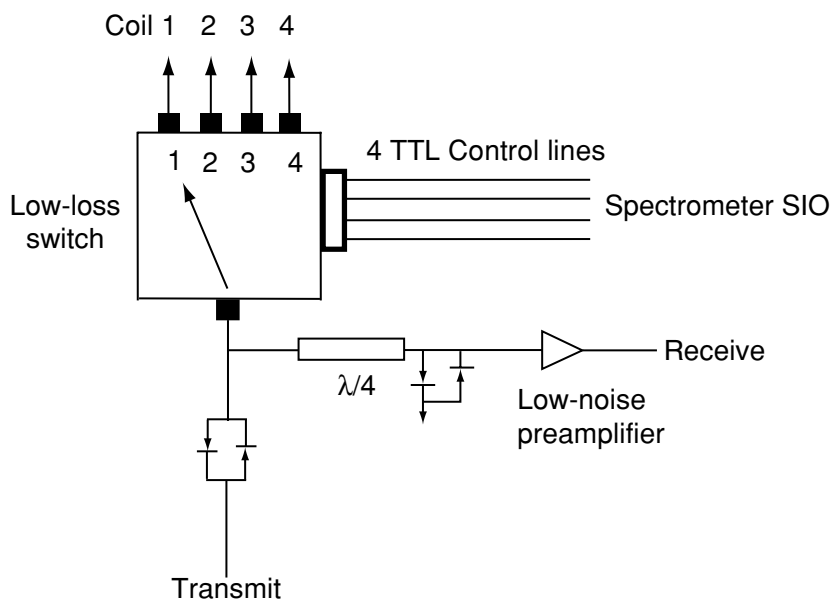 Coil 1 2 3 4
1 2 3 4
4 TTL Control lines
Low-loss
switch
Spectrometer SIO
λ/4
Receive
Low-noise
preamplifier
Transmit